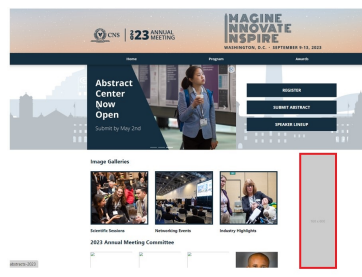 CNS
2023 ANNUAL
MEETING
IMAGINE
INNOVATE
INSPIRE
WASHINGTON, D.C. • SEPTEMBER 9-13, 2023
Home
Program
Awards
Abstract
Center
Now
Open
Submit by May 2nd
REGISTER
SUBMIT ABSTRACT
SPEAKER LINEUP
Image Galleries
Scientific Sessions
Networking Events
Industry Highlights
2023 Annual Meeting Committee
abstracts-2023